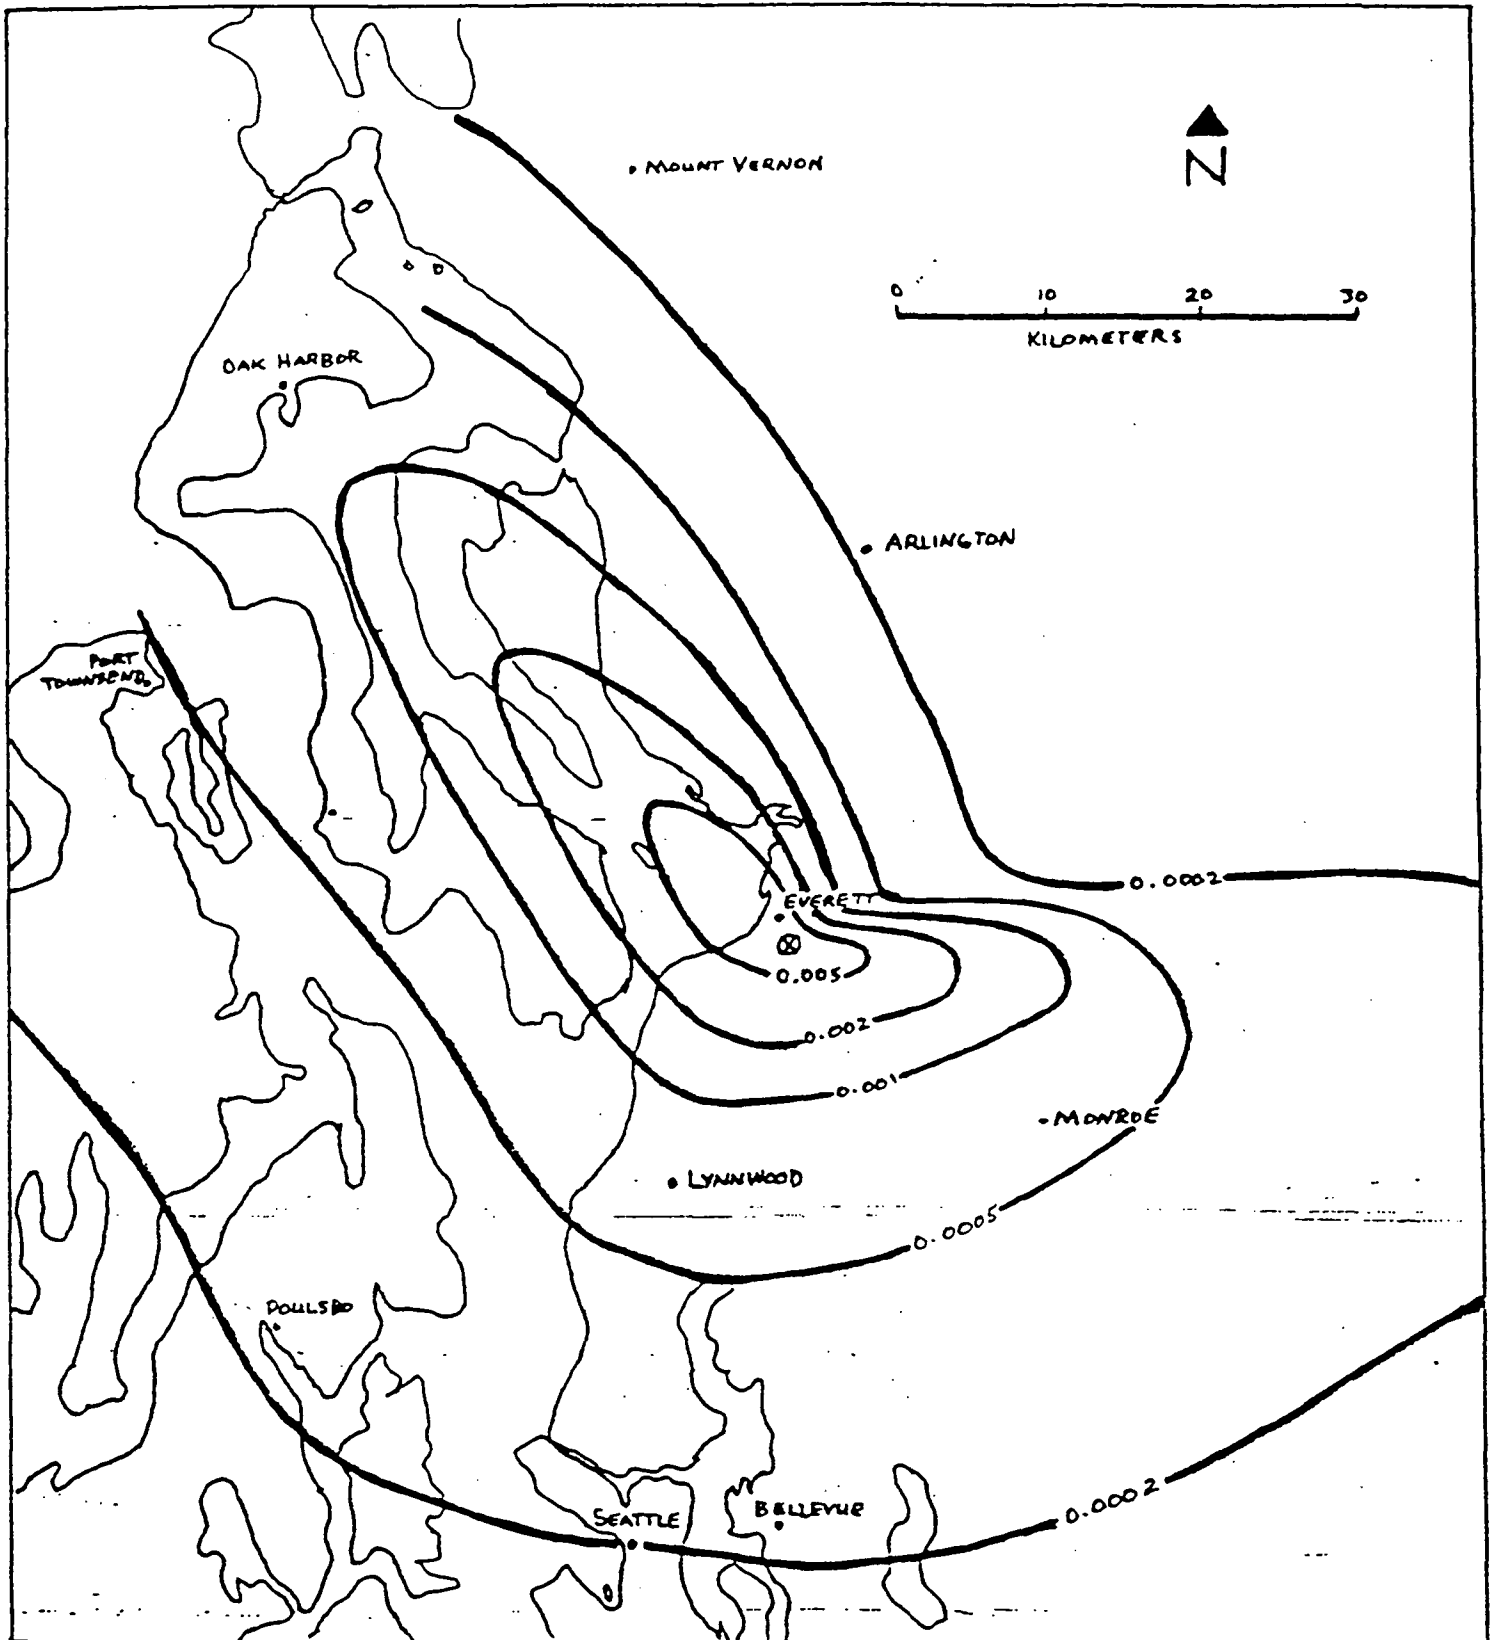 MOUNT VERNON
N
0 10 20 30
KILOMETERS
OAK HARBOR
ARLINGTON
PORT
TOWNSEND
0.0002
EVERETT
0.005
0.002
0.001
MONROE
LYNNWOOD
0.0005
POULSBO
0.0002
SEATTLE
BELLEVUE